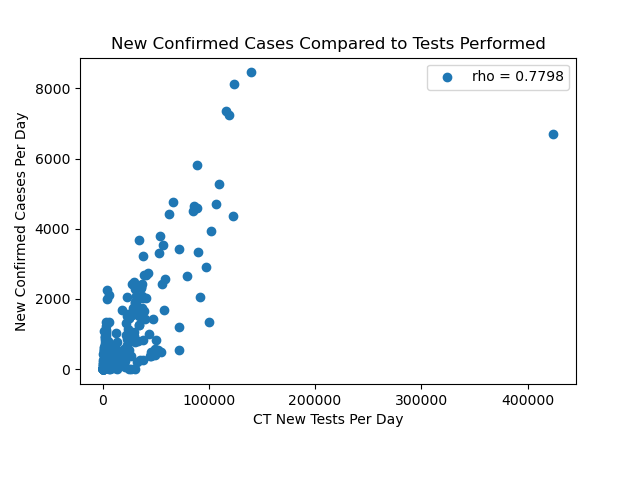 New Confirmed Cases Compared to Tests Performed
rho = 0.7798
New Confirmed Caeses Per Day
8000
6000
4000
2000
0
0 100000 200000 300000 400000
CT New Tests Per Day